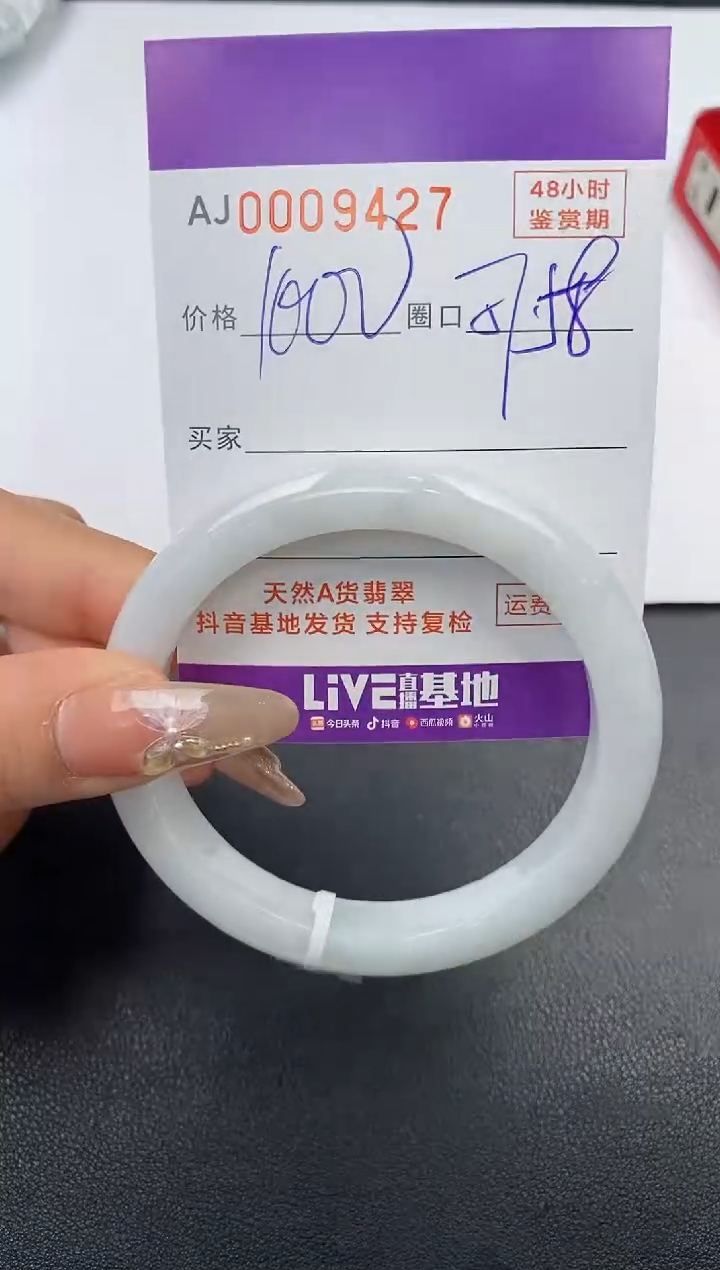 AJ0009427 48小时
鉴赏期
价格 1000 圈口 58
买家
天然A货翡翠
抖音基地发货 支持复检 运费
LiVE直播基地
今日头条 抖音 西瓜视频 火山